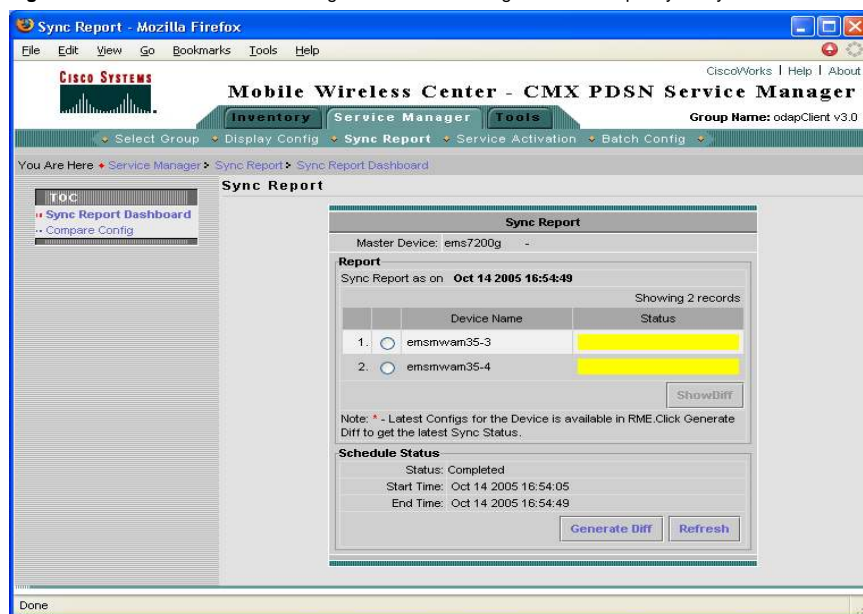 Sync Report - Mozilla Firefox
File Edit View Go Bookmarks Tools Help
CISCO SYSTEMS
CiscoWorks | Help | About
Mobile Wireless Center - CMX PDSN Service Manager
Inventory Service Manager Tools
Group Name: odapClient v3.0
Select Group Display Config Sync Report Service Activation Batch Config
You Are Here Service Manager > Sync Report > Sync Report Dashboard
TOC
Sync Report Dashboard
Compare Config
Sync Report
Sync Report
Master Device: ems7200g -
Report
Sync Report as on Oct 14 2005 16:54:49
Showing 2 records
Device Name Status
1. emsmwam35-3
2. emsmwam35-4
ShowDiff
Note: * - Latest Configs for the Device is available in RME.Click Generate
Diff to get the latest Sync Status.
Schedule Status
Status: Completed
Start Time: Oct 14 2005 16:54:05
End Time: Oct 14 2005 16:54:49
Generate Diff Refresh
Done